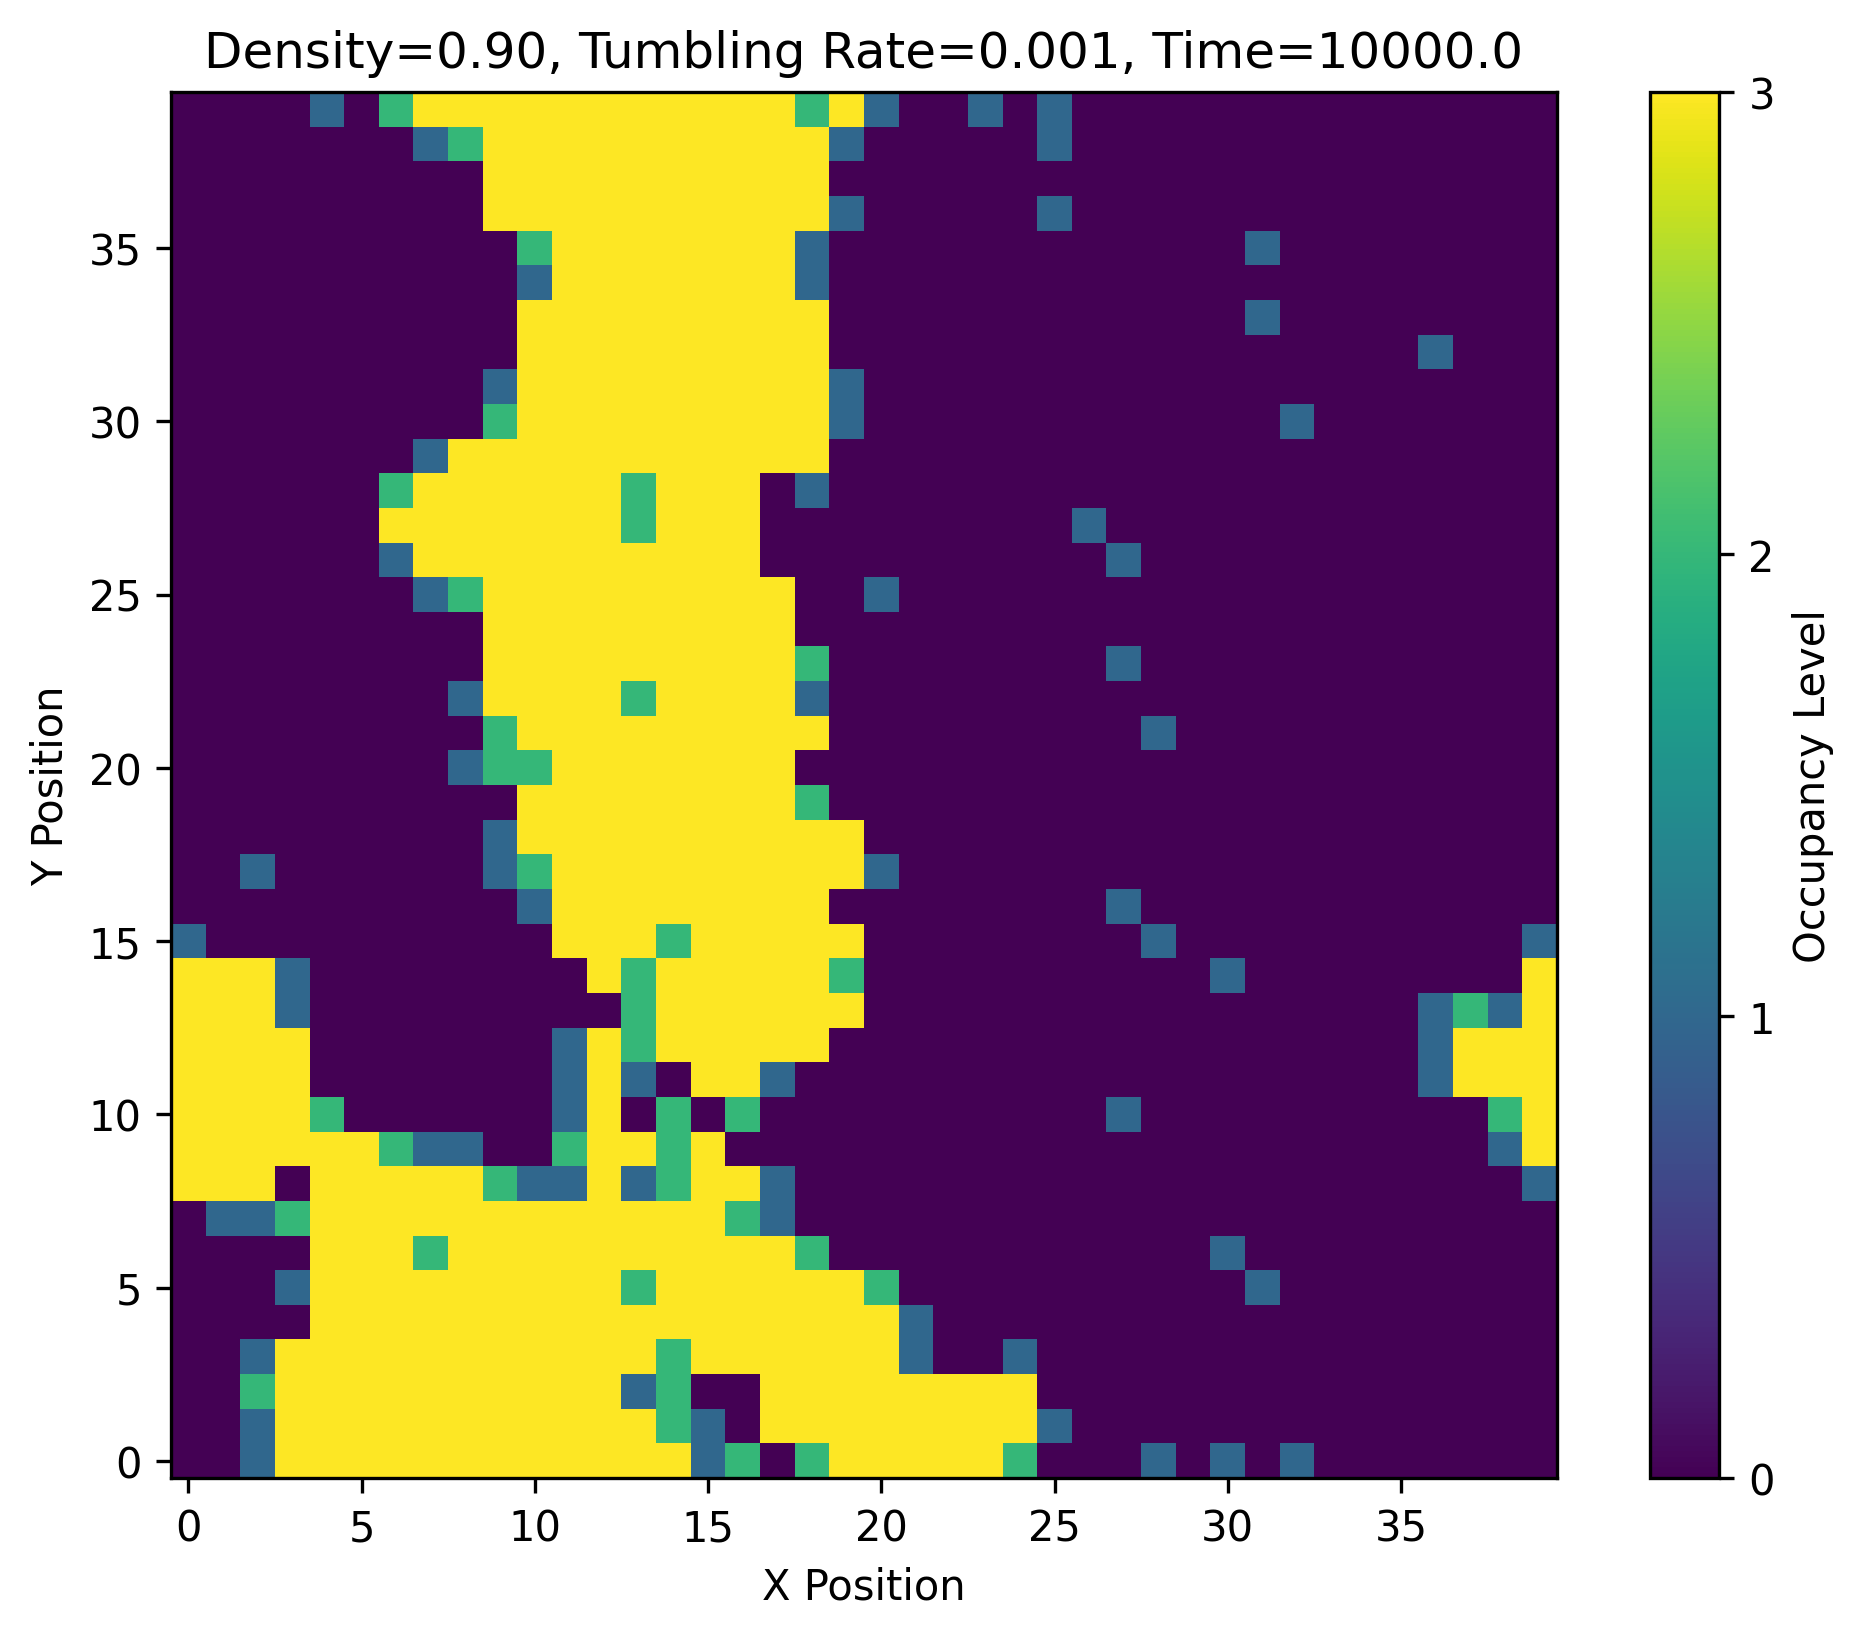 Density=0.90, Tumbling Rate=0.001, Time=10000.0
3
2
1
0
Occupancy Level
35
30
25
20
15
10
5
0
Y Position
0 5 10 15 20 25 30 35
X Position